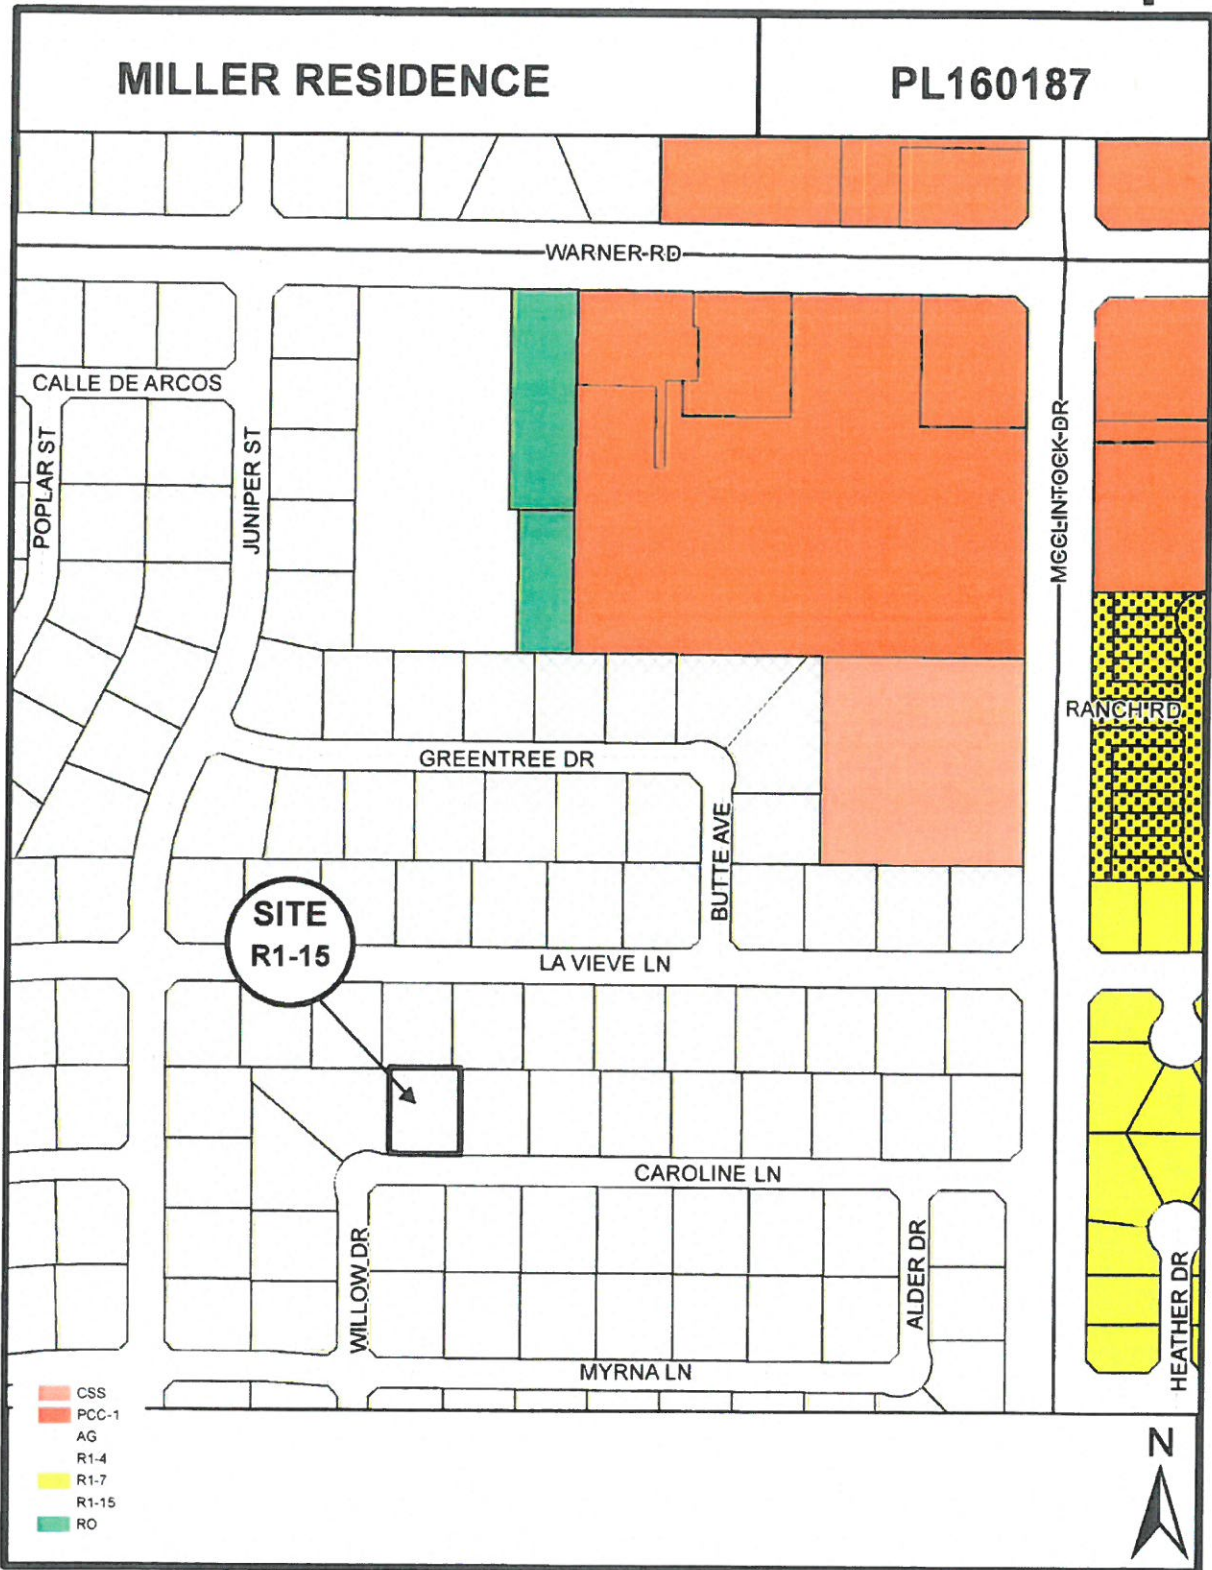 MILLER RESIDENCE
PL160187
WARNER RD
CALLE DE ARCOS
POPLAR ST
JUNIPER ST
MCCLINTOCK DR
RANCH RD
GREENTREE DR
BUTTE AVE
SITE
R1-15
LA VIEVE LN
CAROLINE LN
WILLOW DR
ALDER DR
HEATHER DR
MYRNA LN
CSS
PCC-1
AG
R1-4
R1-7
R1-15
RO
N